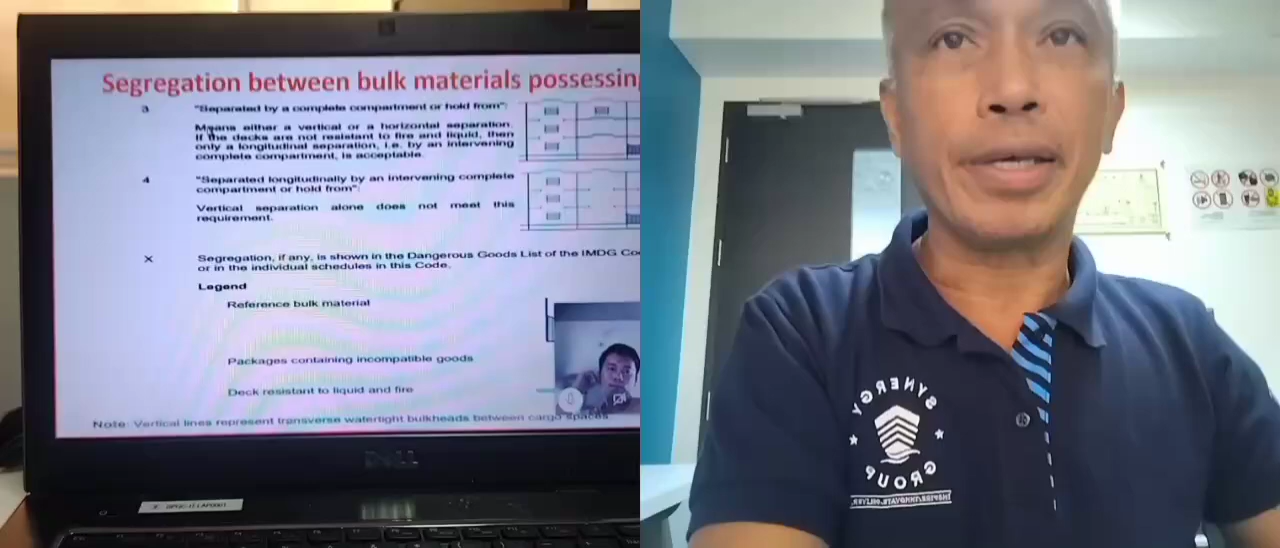 Segregation between bulk materials possessing
3
"Separated by a complete compartment or hold from":
Means either a vertical or a horizontal separation.
If the decks are not resistant to fire and liquid, then
only a longitudinal separation, i.e. by an intervening
complete compartment, is acceptable.
4
"Separated longitudinally by an intervening complete
compartment or hold from":
Vertical separation alone does not meet this
requirement.
X
Segregation, if any, is shown in the Dangerous Goods List of the IMDG Co
or in the individual schedules in this Code.
Legend
Reference bulk material
Packages containing incompatible goods
Deck resistant to liquid and fire
Note: Vertical lines represent transverse watertight bulkheads between cargo spaces
DELL
SYNERGY
GROUP